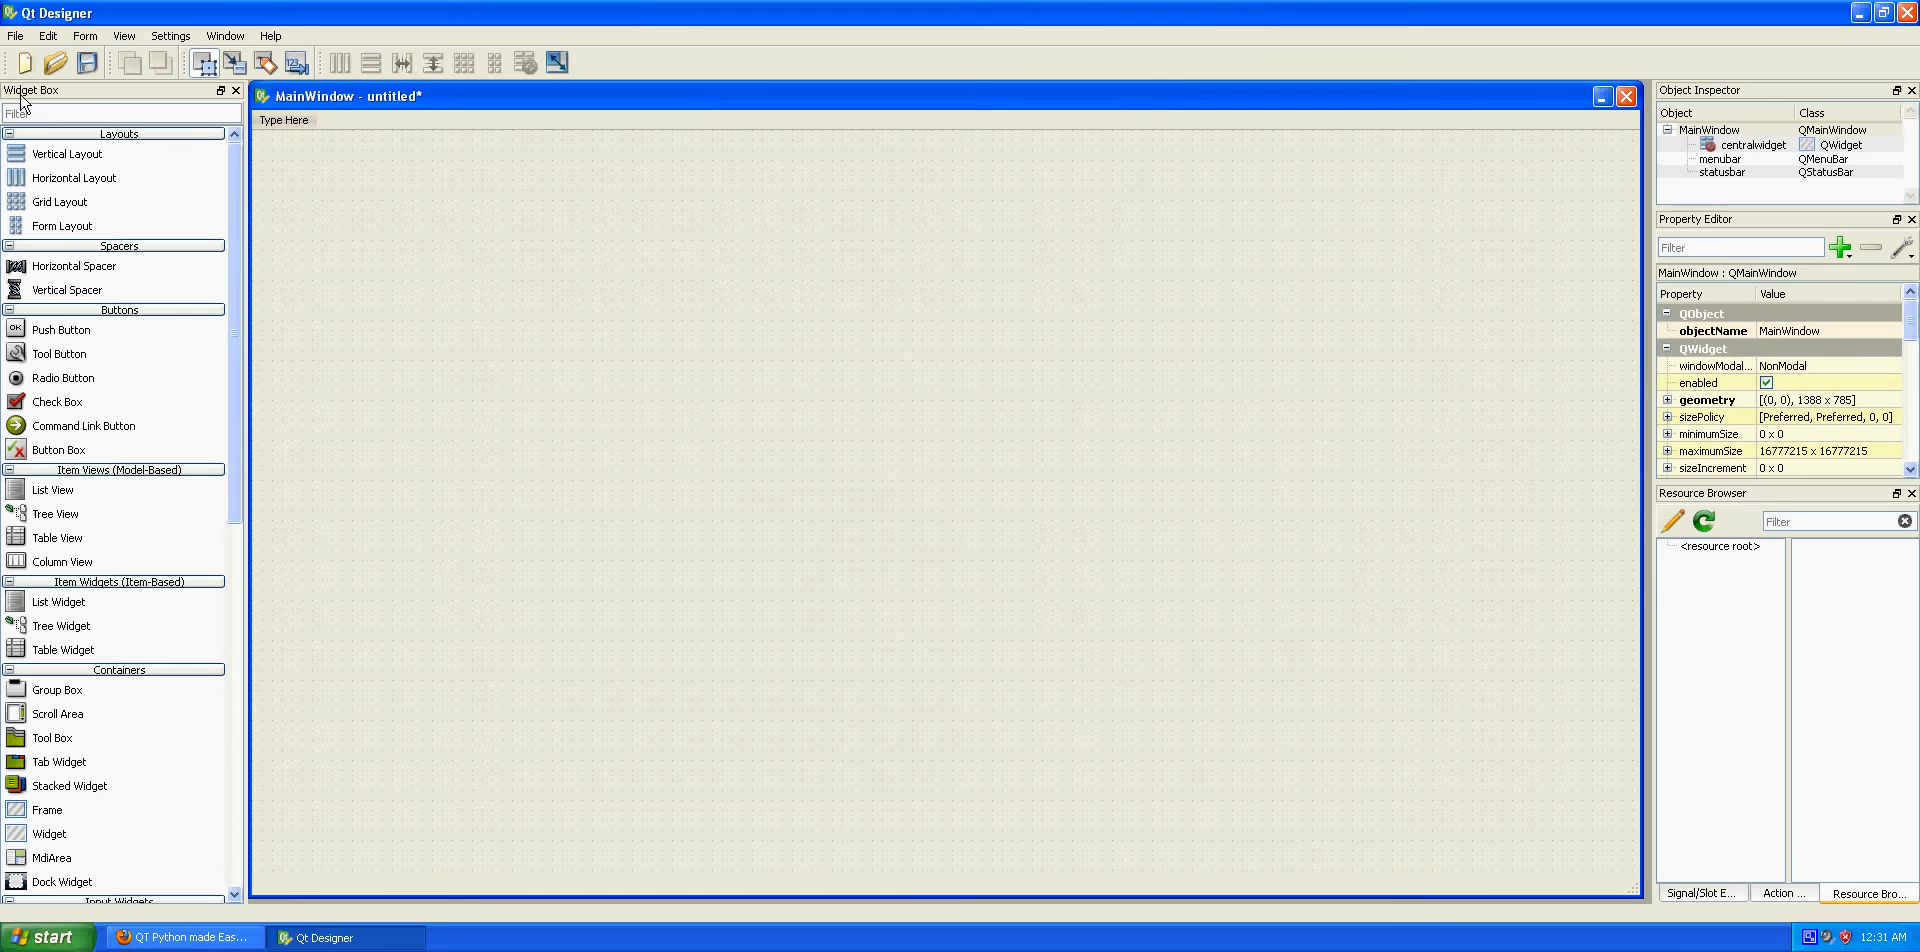 Qt Designer
File Edit Form View Settings Window Help
Widget Box
Filter
Layouts
Vertical Layout
Horizontal Layout
Grid Layout
Form Layout
Spacers
Horizontal Spacer
Vertical Spacer
Buttons
OK Push Button
Tool Button
Radio Button
Check Box
Command Link Button
Button Box
Item Views (Model-Based)
List View
Tree View
Table View
Column View
Item Widgets (Item-Based)
List Widget
Tree Widget
Table Widget
Containers
Group Box
Scroll Area
Tool Box
Tab Widget
Stacked Widget
Frame
Widget
MdiArea
Dock Widget
Input Widgets
MainWindow - untitled*
Type Here
Object Inspector
Object Class
MainWindow QMainWindow
centralwidget QWidget
menubar QMenuBar
statusbar QStatusBar
Property Editor
Filter
MainWindow : QMainWindow
Property Value
QObject
objectName MainWindow
QWidget
windowModal... NonModal
enabled
geometry [(0, 0), 1388 x 785]
sizePolicy [Preferred, Preferred, 0, 0]
minimumSize 0 x 0
maximumSize 16777215 x 16777215
sizeIncrement 0 x 0
Resource Browser
Filter
<resource root>
Signal/Slot E... Action ... Resource Bro...
start QT Python made Eas... Qt Designer 12:31 AM